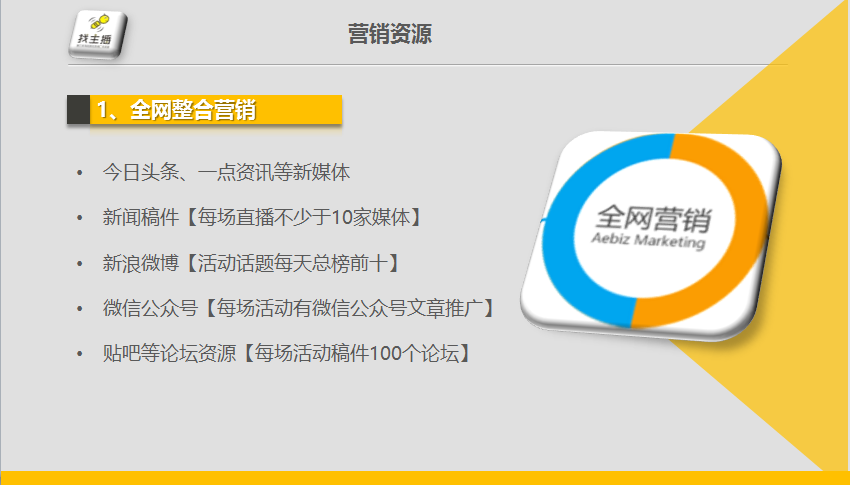 找主播
营销资源
1、全网整合营销
• 今日头条、一点资讯等新媒体
• 新闻稿件【每场直播不少于10家媒体】
• 新浪微博【活动话题每天总榜前十】
• 微信公众号【每场活动有微信公众号文章推广】
• 贴吧等论坛资源【每场活动稿件100个论坛】
全网营销
Aebiz Marketing